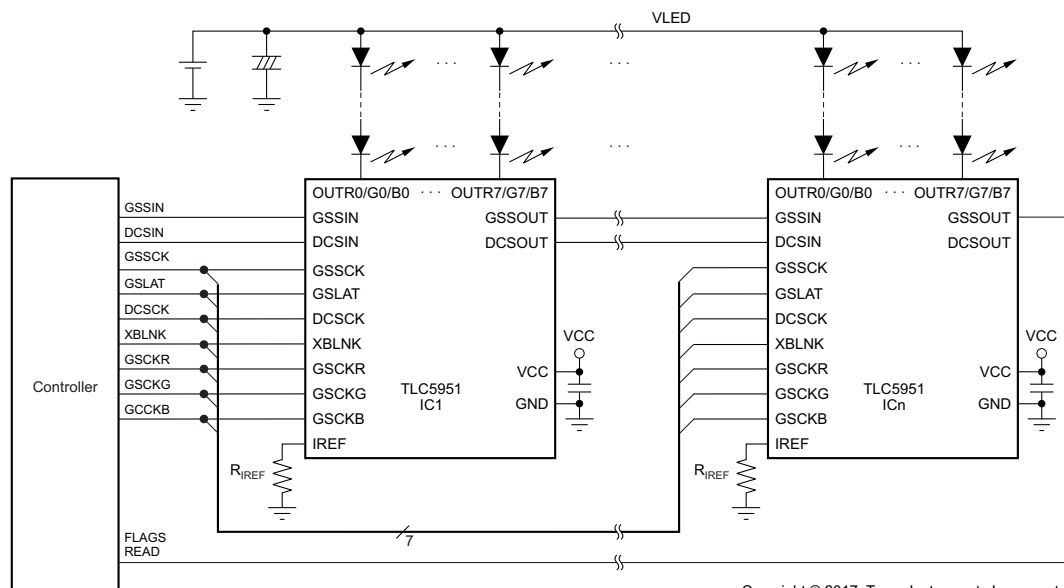 VLED
. . .
. . .
. . .
. . .
. . .
. . .
OUTR0/G0/B0 · · · OUTR7/G7/B7
OUTR0/G0/B0 · · · OUTR7/G7/B7
Controller
GSSIN
DCSIN
GSSCK
GSLAT
DCSCK
XBLNK
GSCKR
GSCKG
GCCKB
FLAGS
READ
GSSIN
DCSIN
GSSCK
GSLAT
DCSCK
XBLNK
GSCKR
GSCKG
GSCKB
IREF
GSSOUT
DCSOUT
VCC
GND
TLC5951
IC1
VCC
RIREF
7
GSSIN
DCSIN
GSSCK
GSLAT
DCSCK
XBLNK
GSCKR
GSCKG
GSCKB
IREF
GSSOUT
DCSOUT
VCC
GND
TLC5951
ICn
VCC
RIREF